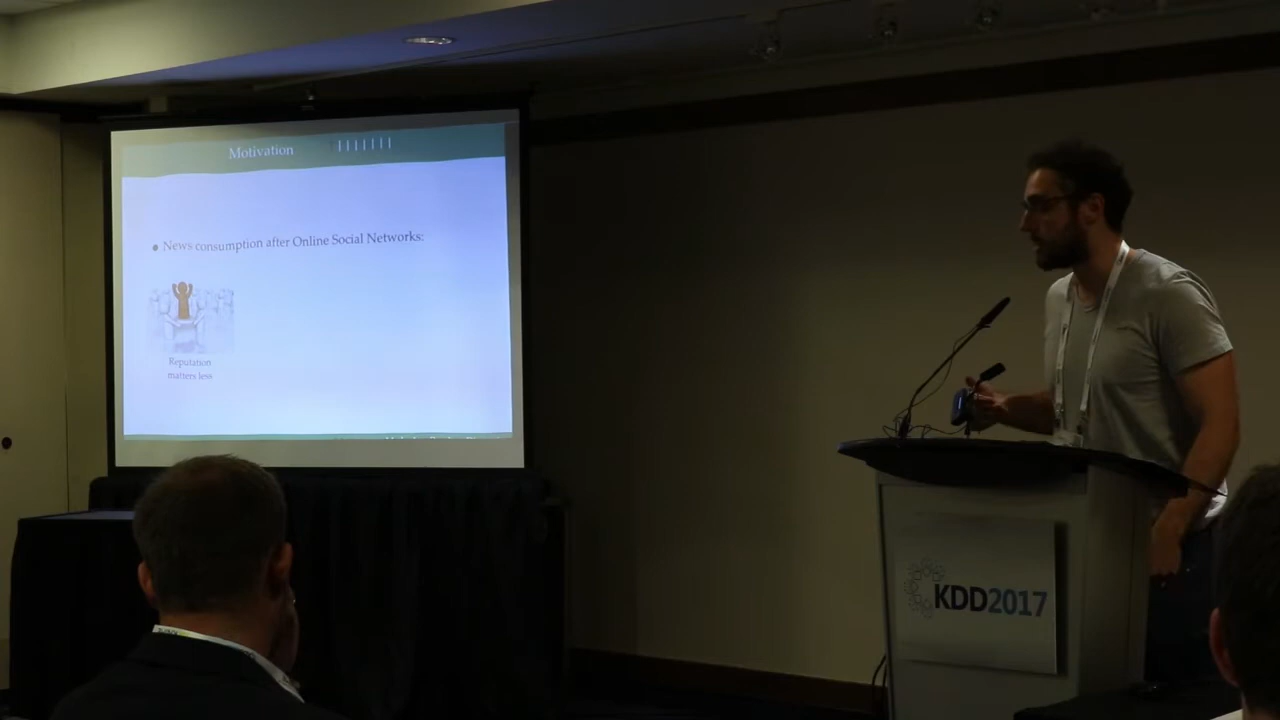 Motivation
● News consumption after Online Social Networks:
Reputation
matters less
KDD2017